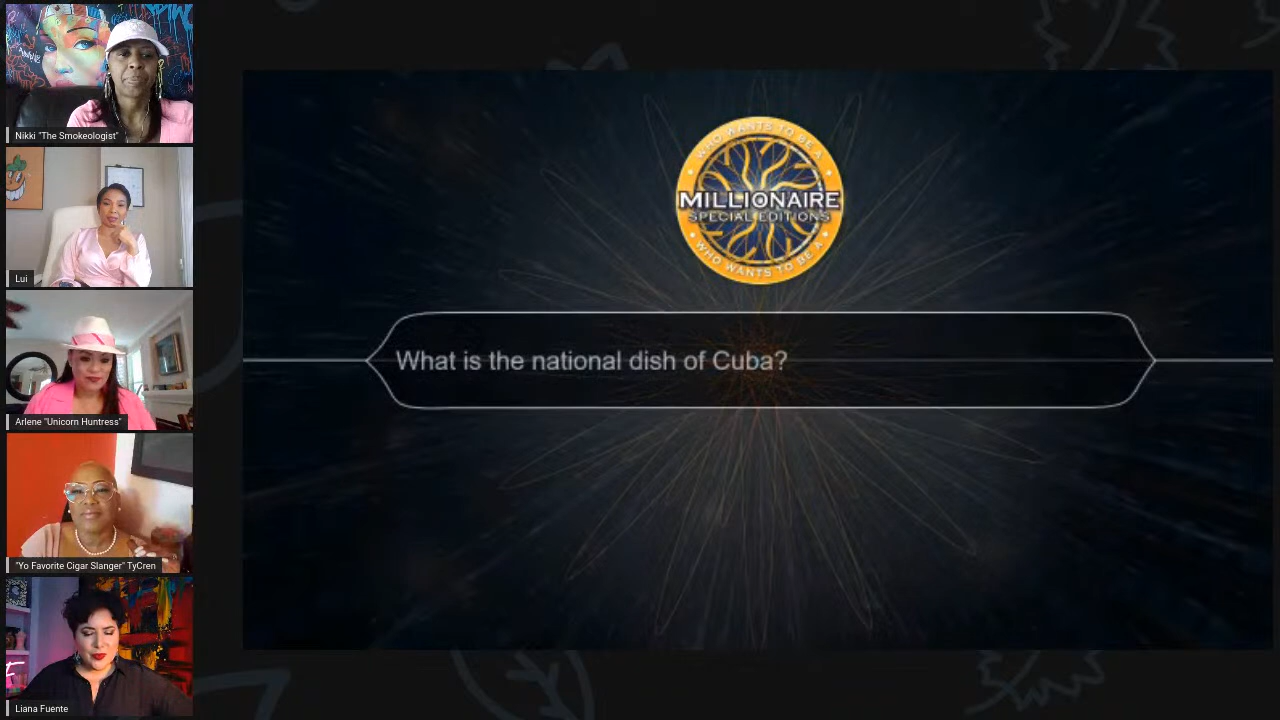 Nikki "The Smokeologist"
Lui
Arlene "Unicorn Huntress"
"Yo Favorite Cigar Slanger" TyCren
Liana Fuente
WHO WANTS TO BE A
MILLIONAIRE
SPECIAL EDITIONS
WHO WANTS TO BE A
What is the national dish of Cuba?